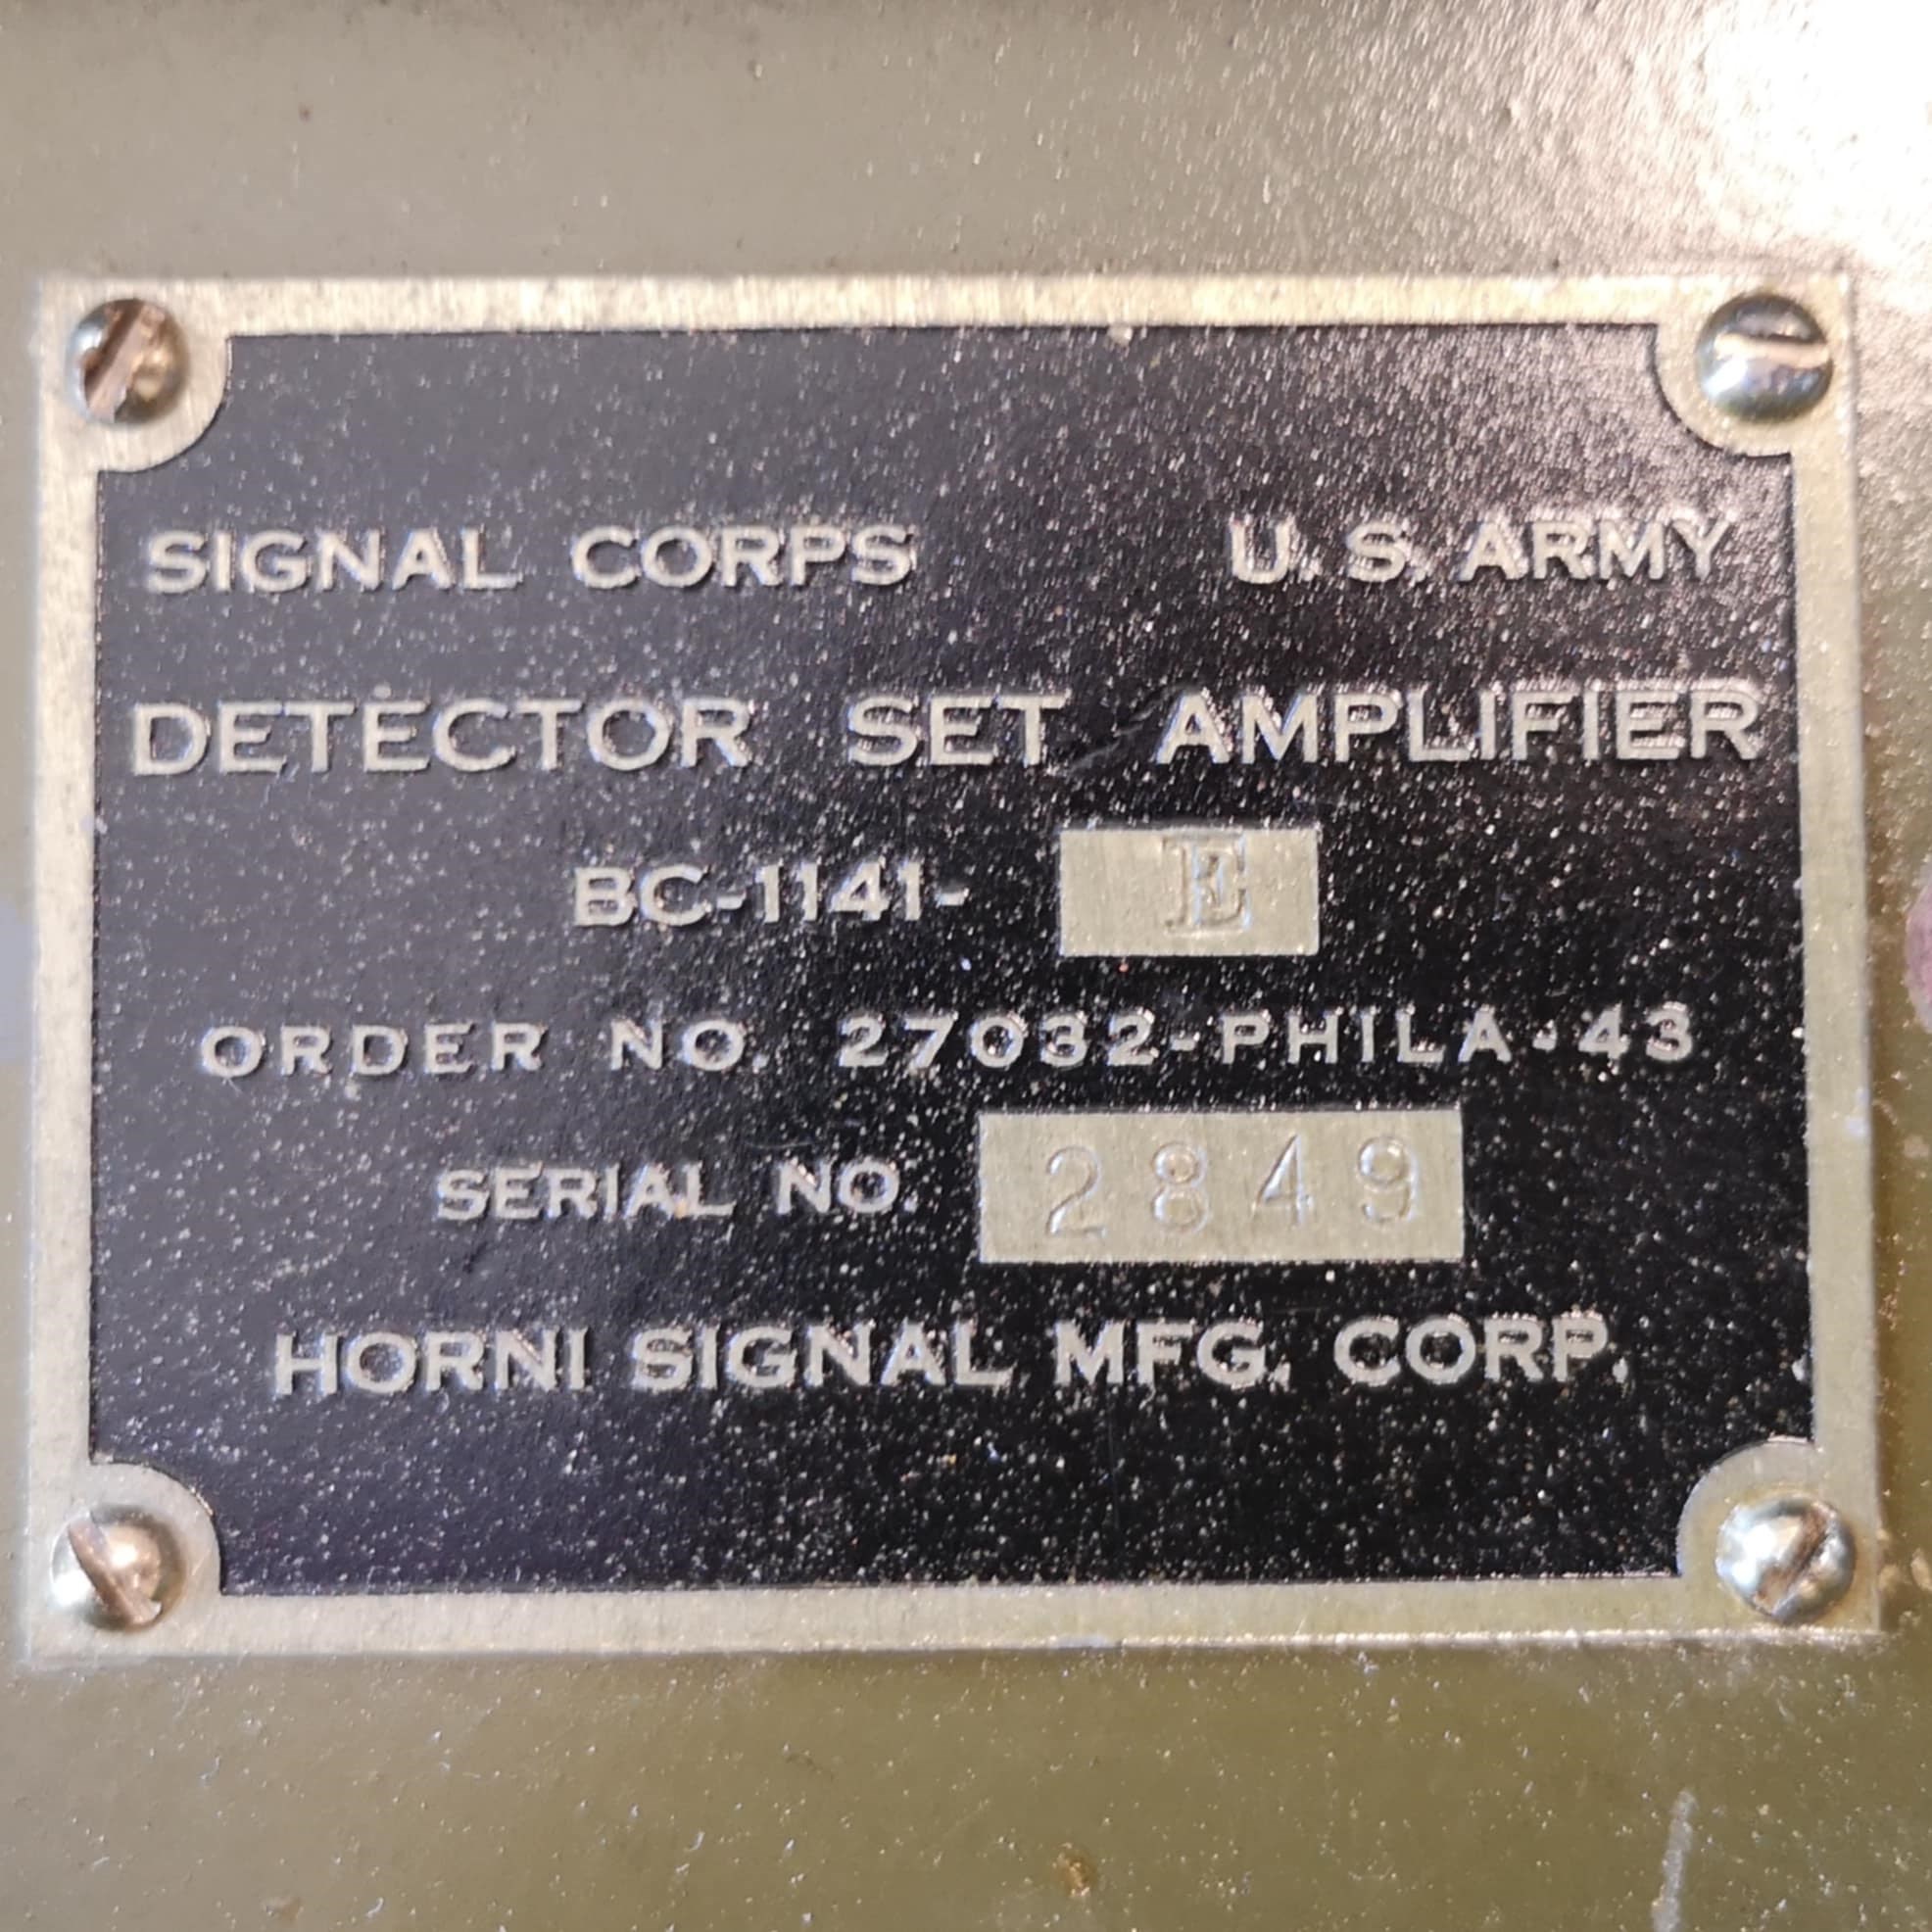 SIGNAL CORPS U. S. ARMY
DETECTOR SET AMPLIFIER
BC-1141- E
ORDER NO. 27032-PHILA-43
SERIAL NO. 2849
HORNI SIGNAL MFG. CORP.